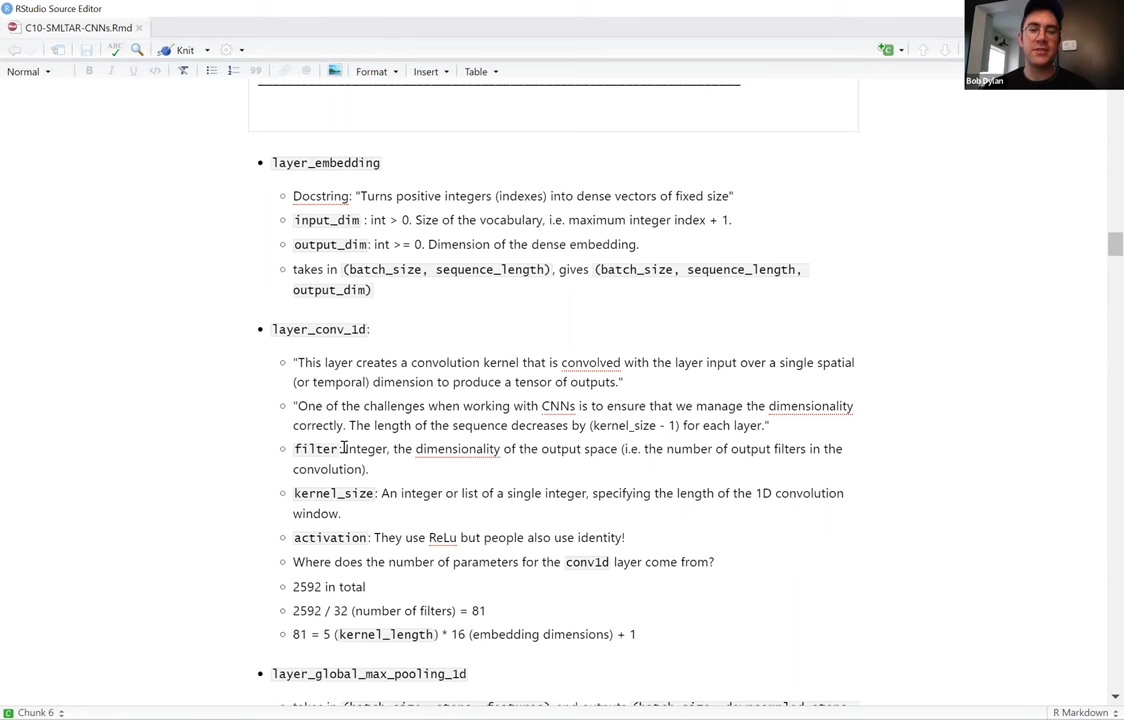 RStudio Source Editor
C10-SMLTAR-CNNs.Rmd
ABC Knit
Normal B I U </> 99 @ Format Insert Table
Bob Dylan
layer_embedding
Docstring: "Turns positive integers (indexes) into dense vectors of fixed size"
input_dim : int > 0. Size of the vocabulary, i.e. maximum integer index + 1.
output_dim: int >= 0. Dimension of the dense embedding.
takes in (batch_size, sequence_length), gives (batch_size, sequence_length,
output_dim)
layer_conv_1d:
"This layer creates a convolution kernel that is convolved with the layer input over a single spatial
(or temporal) dimension to produce a tensor of outputs."
"One of the challenges when working with CNNs is to ensure that we manage the dimensionality
correctly. The length of the sequence decreases by (kernel_size - 1) for each layer."
filter: integer, the dimensionality of the output space (i.e. the number of output filters in the
convolution).
kernel_size: An integer or list of a single integer, specifying the length of the 1D convolution
window.
activation: They use ReLu but people also use identity!
Where does the number of parameters for the conv1d layer come from?
2592 in total
2592 / 32 (number of filters) = 81
81 = 5 (kernel_length) * 16 (embedding dimensions) + 1
layer_global_max_pooling_1d
Chunk 6
R Markdown